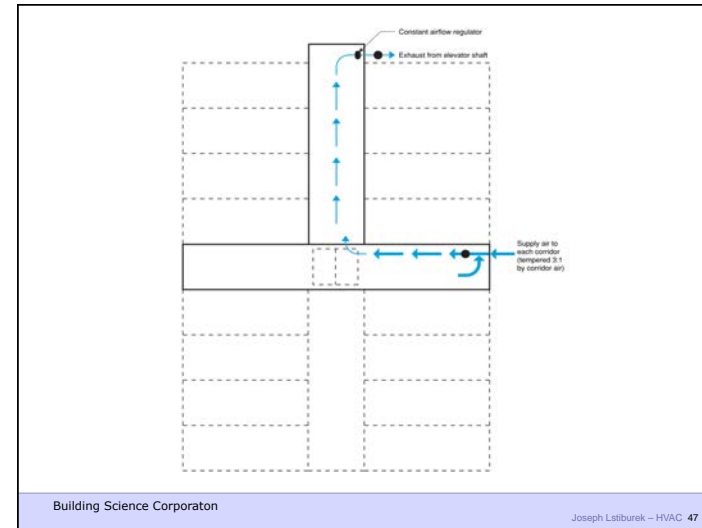 Constant airflow regulator
Exhaust from elevator shaft
Supply air to
each corridor
(tempered 3:1
by corridor air)
Building Science Corporaton
Joseph Lstiburek – HVAC 47